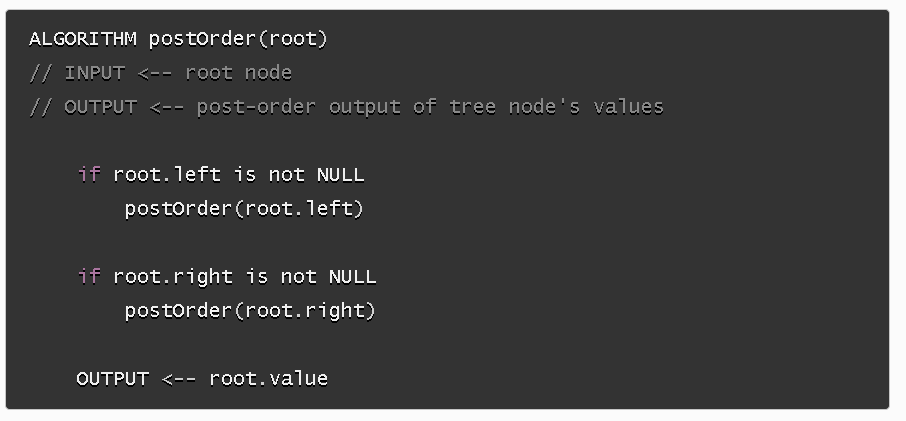 ALGORITHM postOrder(root)
// INPUT <-- root node
// OUTPUT <-- post-order output of tree node's values
if root.left is not NULL
postOrder(root.left)
if root.right is not NULL
postOrder(root.right)
OUTPUT <-- root.value